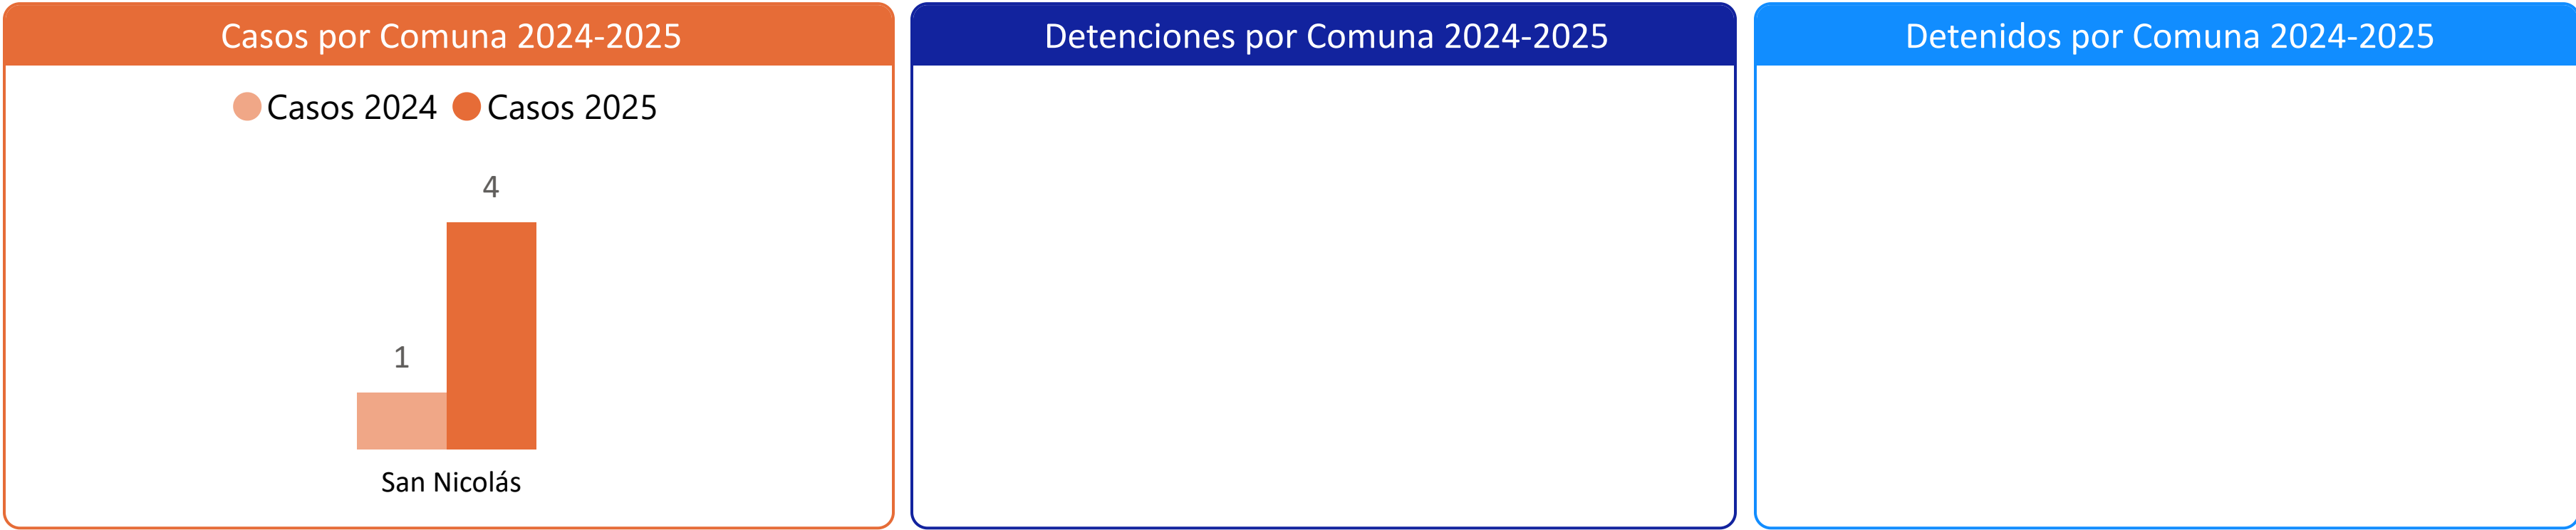 Casos por Comuna 2024-2025
Casos 2024 Casos 2025
4
1
San Nicolás
Detenciones por Comuna 2024-2025
Detenidos por Comuna 2024-2025